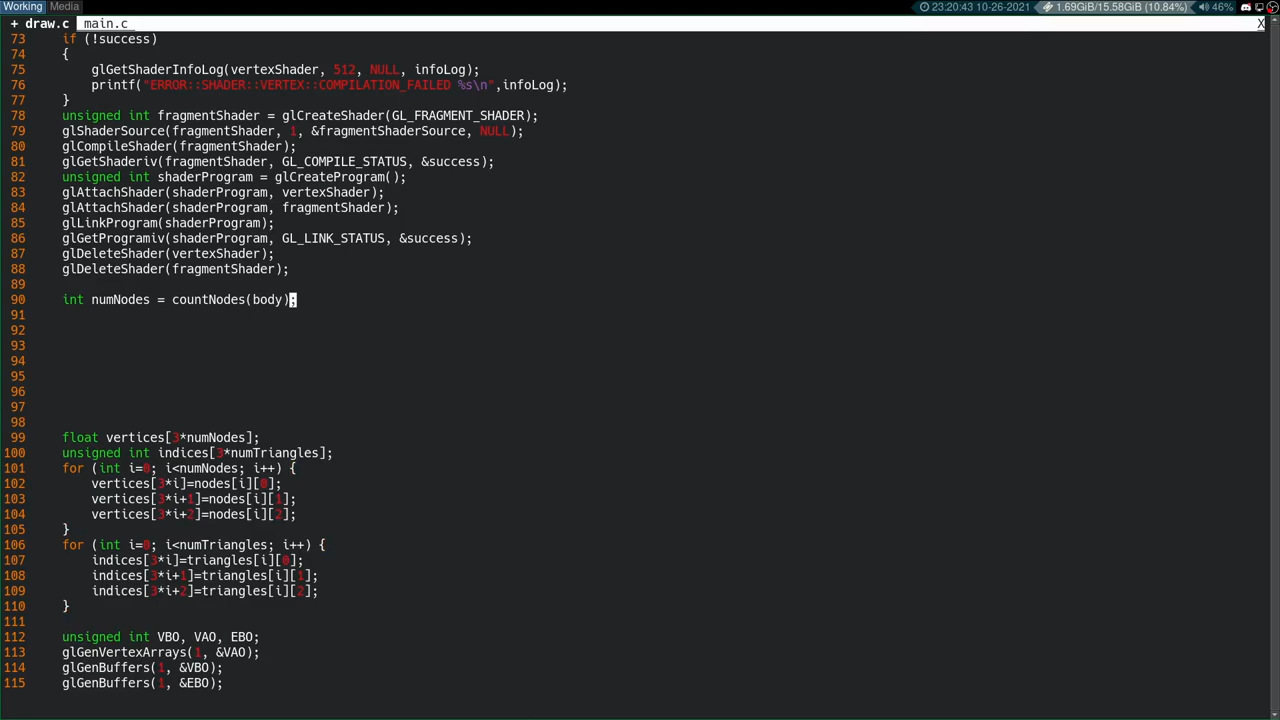 Working Media 23:20:43 10-26-2021 1.69GiB/15.58GiB (10.84%) 46%
+ draw.c main.c X
73 if (!success)
74 {
75 glGetShaderInfoLog(vertexShader, 512, NULL, infoLog);
76 printf("ERROR::SHADER::VERTEX::COMPILATION_FAILED %s\n",infoLog);
77 }
78 unsigned int fragmentShader = glCreateShader(GL_FRAGMENT_SHADER);
79 glShaderSource(fragmentShader, 1, &fragmentShaderSource, NULL);
80 glCompileShader(fragmentShader);
81 glGetShaderiv(fragmentShader, GL_COMPILE_STATUS, &success);
82 unsigned int shaderProgram = glCreateProgram();
83 glAttachShader(shaderProgram, vertexShader);
84 glAttachShader(shaderProgram, fragmentShader);
85 glLinkProgram(shaderProgram);
86 glGetProgramiv(shaderProgram, GL_LINK_STATUS, &success);
87 glDeleteShader(vertexShader);
88 glDeleteShader(fragmentShader);
89
90 int numNodes = countNodes(body);
91
92
93
94
95
96
97
98
99 float vertices[3*numNodes];
100 unsigned int indices[3*numTriangles];
101 for (int i=0; i<numNodes; i++) {
102 vertices[3*i]=nodes[i][0];
103 vertices[3*i+1]=nodes[i][1];
104 vertices[3*i+2]=nodes[i][2];
105 }
106 for (int i=0; i<numTriangles; i++) {
107 indices[3*i]=triangles[i][0];
108 indices[3*i+1]=triangles[i][1];
109 indices[3*i+2]=triangles[i][2];
110 }
111
112 unsigned int VBO, VAO, EBO;
113 glGenVertexArrays(1, &VAO);
114 glGenBuffers(1, &VBO);
115 glGenBuffers(1, &EBO);